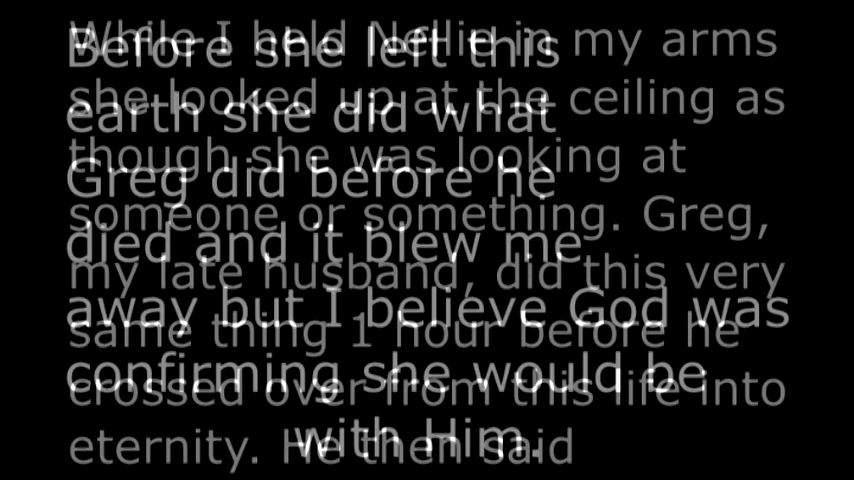 Before she left this
earth she did what
Greg did before he
died and it blew me
away but I believe God was
confirming she would be
with Him.
While I held Nellie in my arms
she looked up at the ceiling as
though she was looking at
someone or something. Greg,
my late husband, did this very
same thing 1 hour before he
crossed over from this life into
eternity. He then said